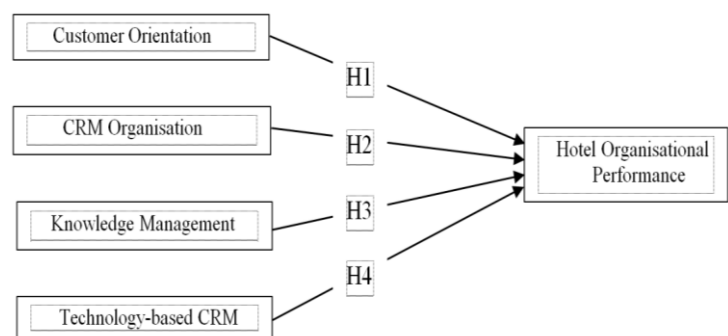 Customer Orientation
H1
CRM Organisation
H2
Hotel Organisational
Performance
Knowledge Management
H3
H4
Technology-based CRM